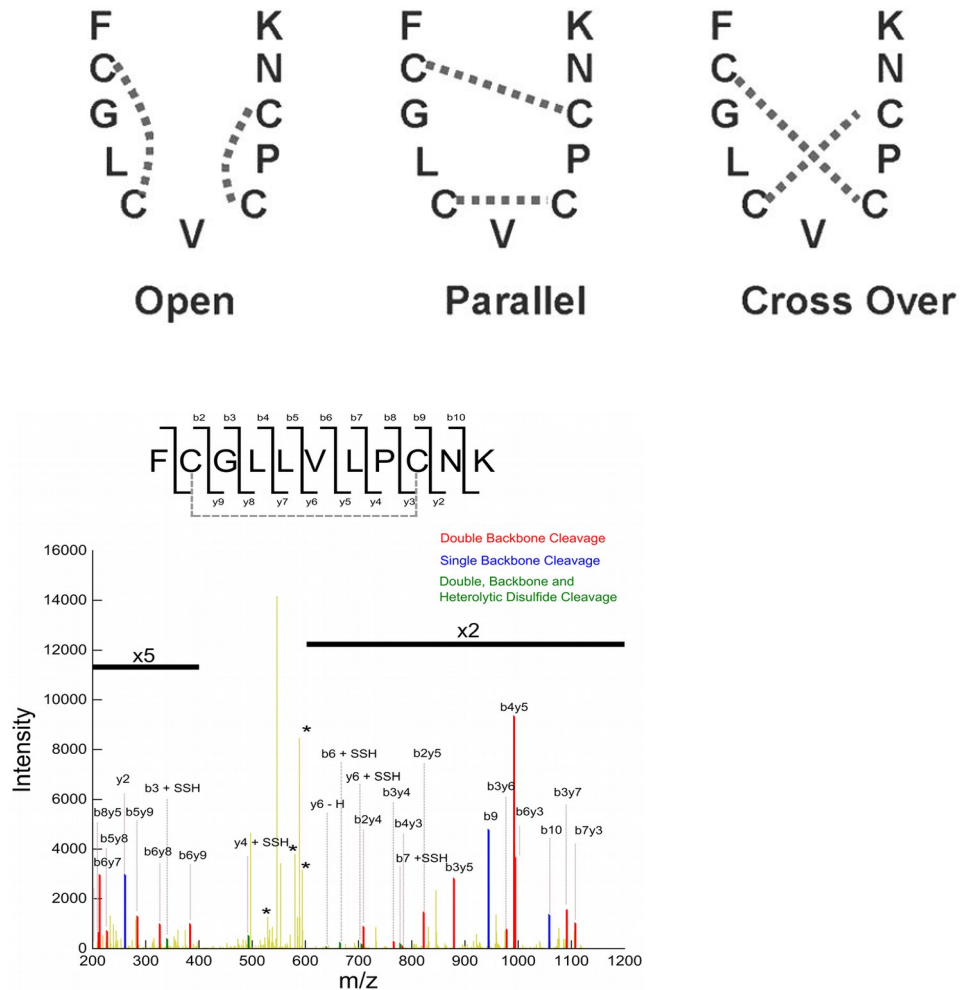 F K F K F K
C N C N C N
G C G C G C
L P L P L P
C C C C C C
V V V
Open Parallel Cross Over
b2 b3 b4 b5 b6 b7 b8 b9 b10
FCGLLVLPCNK
y9 y8 y7 y6 y5 y4 y3 y2
Double Backbone Cleavage
Single Backbone Cleavage
Double, Backbone and
Heterolytic Disulfide Cleavage
16000
14000
12000
10000
8000
6000
4000
2000
0
Intensity
x5
x2
b8y5
b5y8
b6y7
y2
b5y9
b3 + SSH
b6y8
b6y9
y4 + SSH
*
*
*
*
y6 - H
b6 + SSH
y6 + SSH
b2y4
b3y4
b4y3
b7 +SSH
b2y5
b3y5
b9
b3y6
b4y5
b6y3
b10
b3y7
b7y3
200 300 400 500 600 700 800 900 1000 1100 1200
m/z